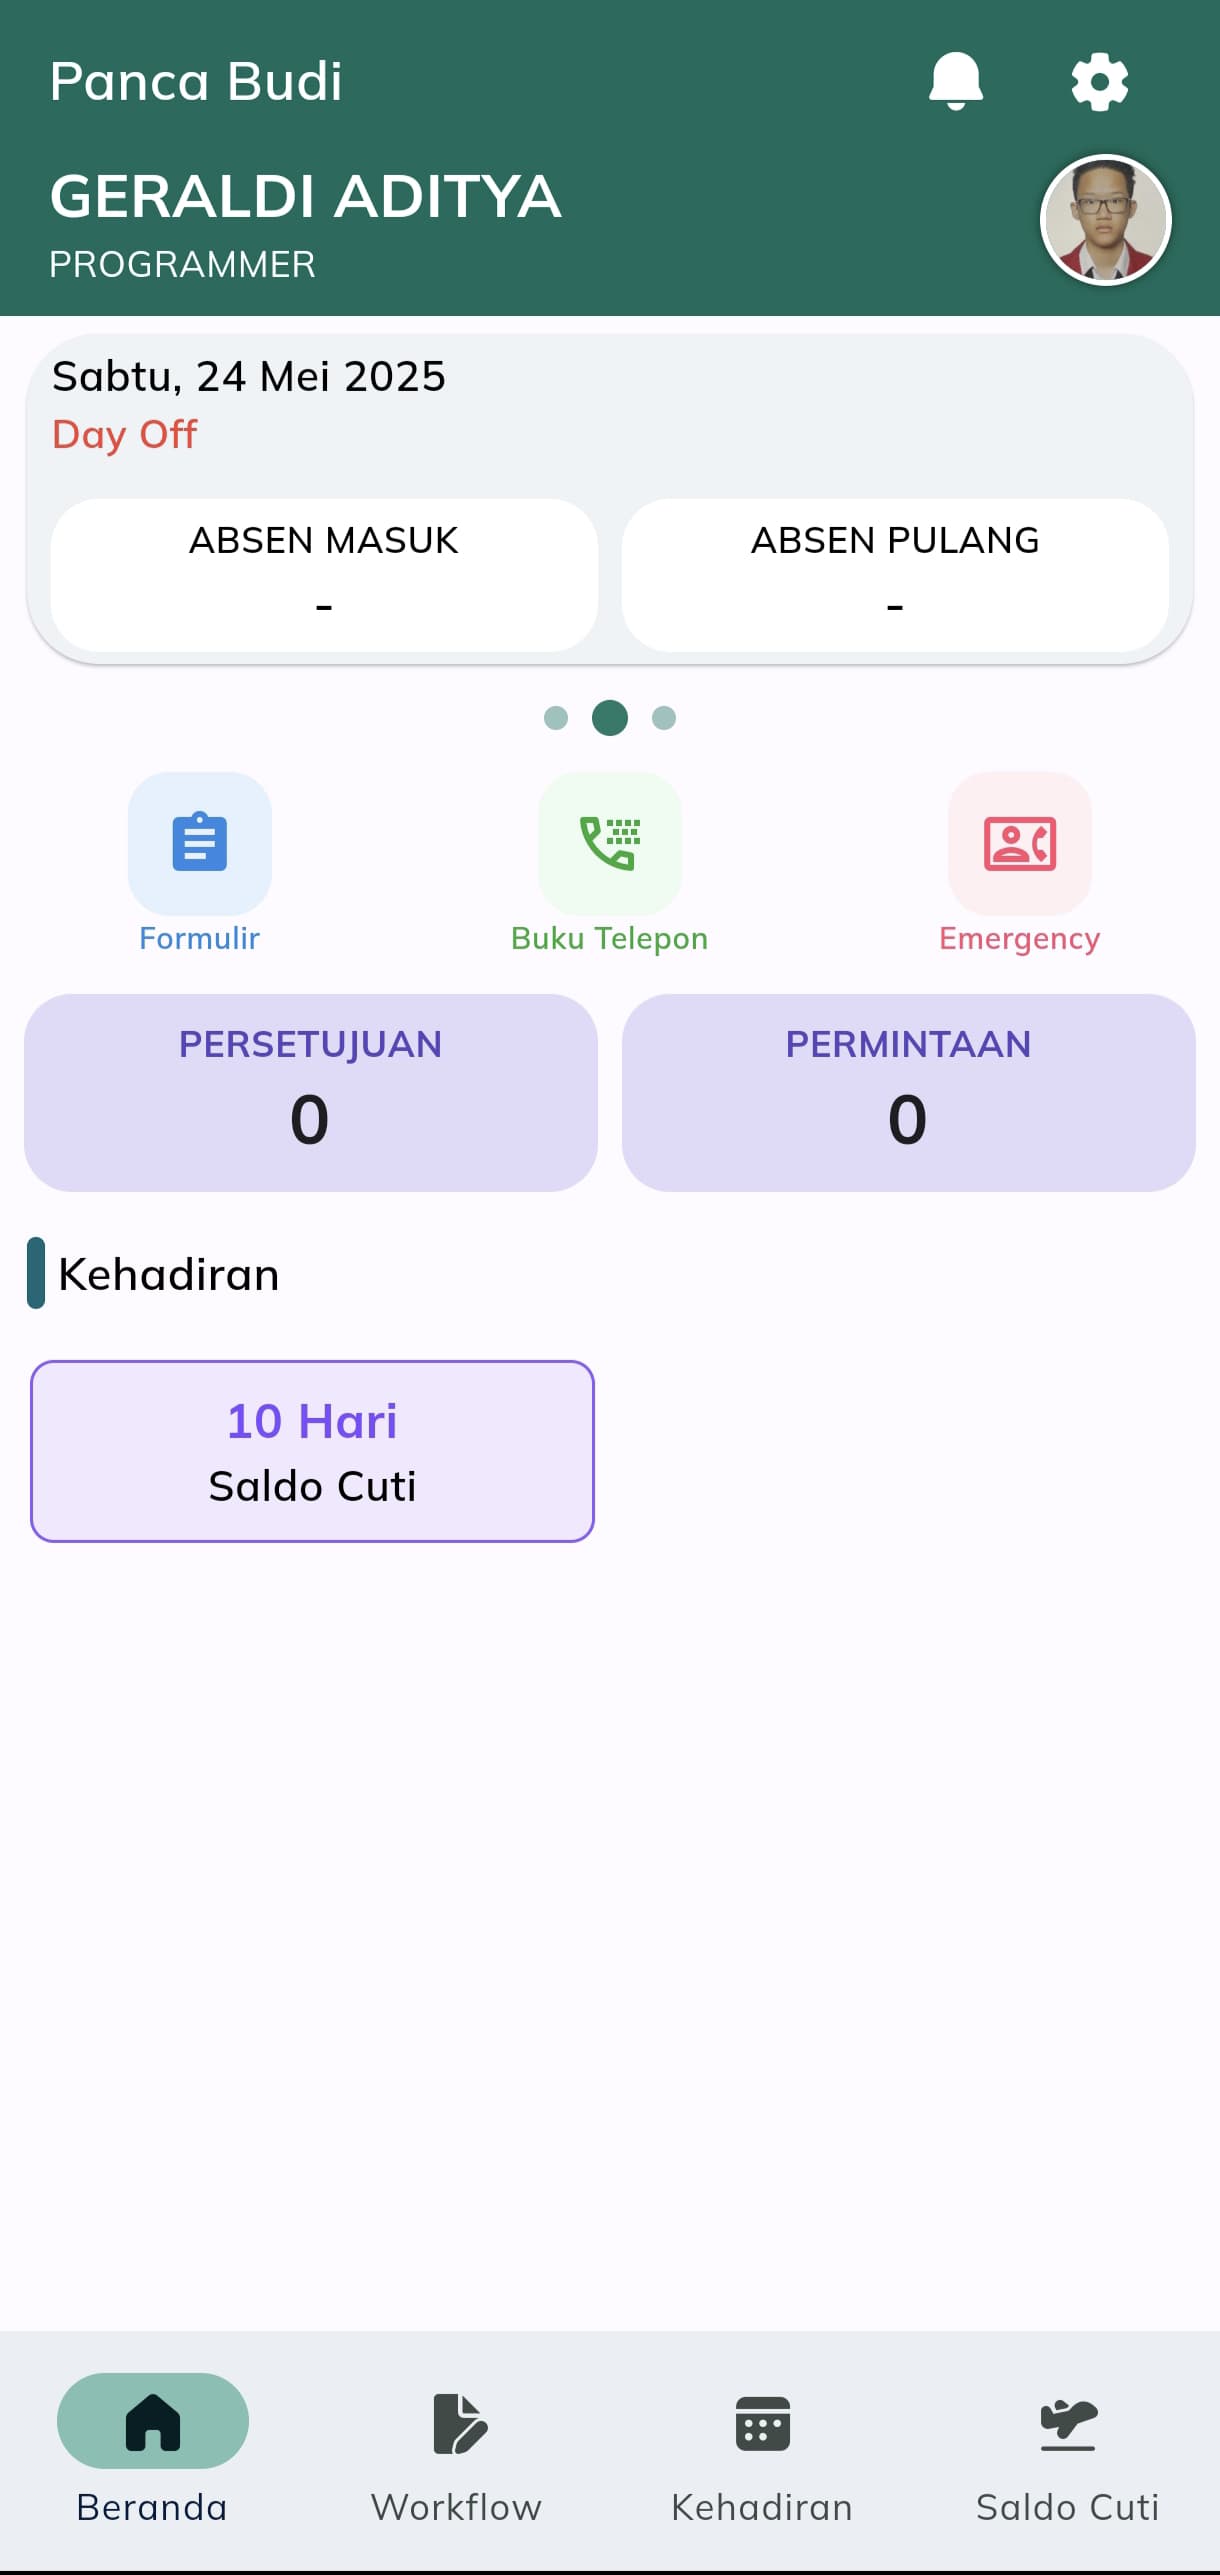 Panca Budi
GERALDI ADITYA
PROGRAMMER
Sabtu, 24 Mei 2025
Day Off
ABSEN MASUK
-
ABSEN PULANG
-
Formulir
Buku Telepon
Emergency
PERSETUJUAN
0
PERMINTAAN
0
Kehadiran
10 Hari
Saldo Cuti
Beranda
Workflow
Kehadiran
Saldo Cuti